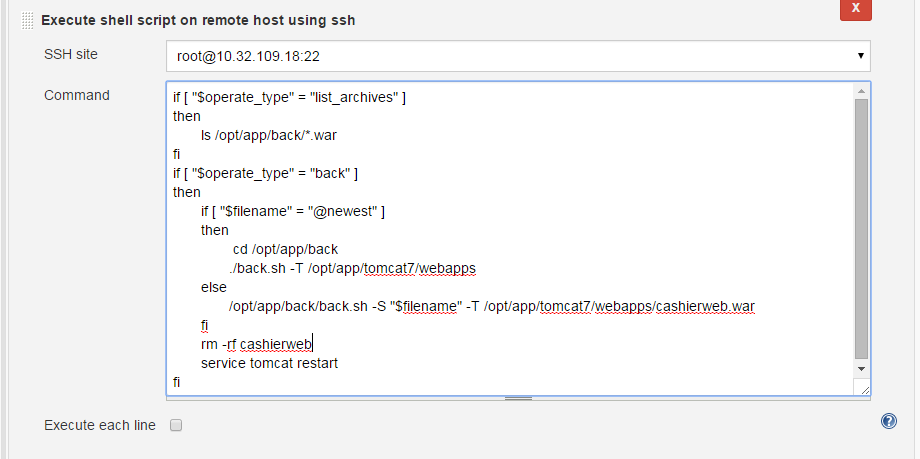 Execute shell script on remote host using ssh
X
SSH site
root@10.32.109.18:22
Command
if [ "$operate_type" = "list_archives" ]
then
ls /opt/app/back/*.war
fi
if [ "$operate_type" = "back" ]
then
if [ "$filename" = "@newest" ]
then
cd /opt/app/back
./back.sh -T /opt/app/tomcat7/webapps
else
/opt/app/back/back.sh -S "$filename" -T /opt/app/tomcat7/webapps/cashierweb.war
fi
rm -rf cashierweb
service tomcat restart
fi
Execute each line
?